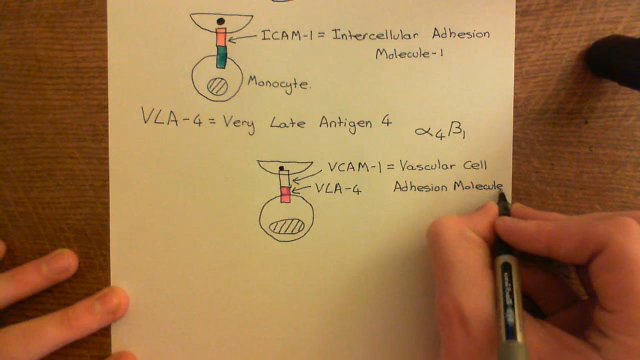 ICAM-1 = Intercellular Adhesion
Molecule-1
Monocyte.
VLA-4 = Very Late Antigen 4 α4β1
VCAM-1 = Vascular Cell
VLA-4 Adhesion Molecule